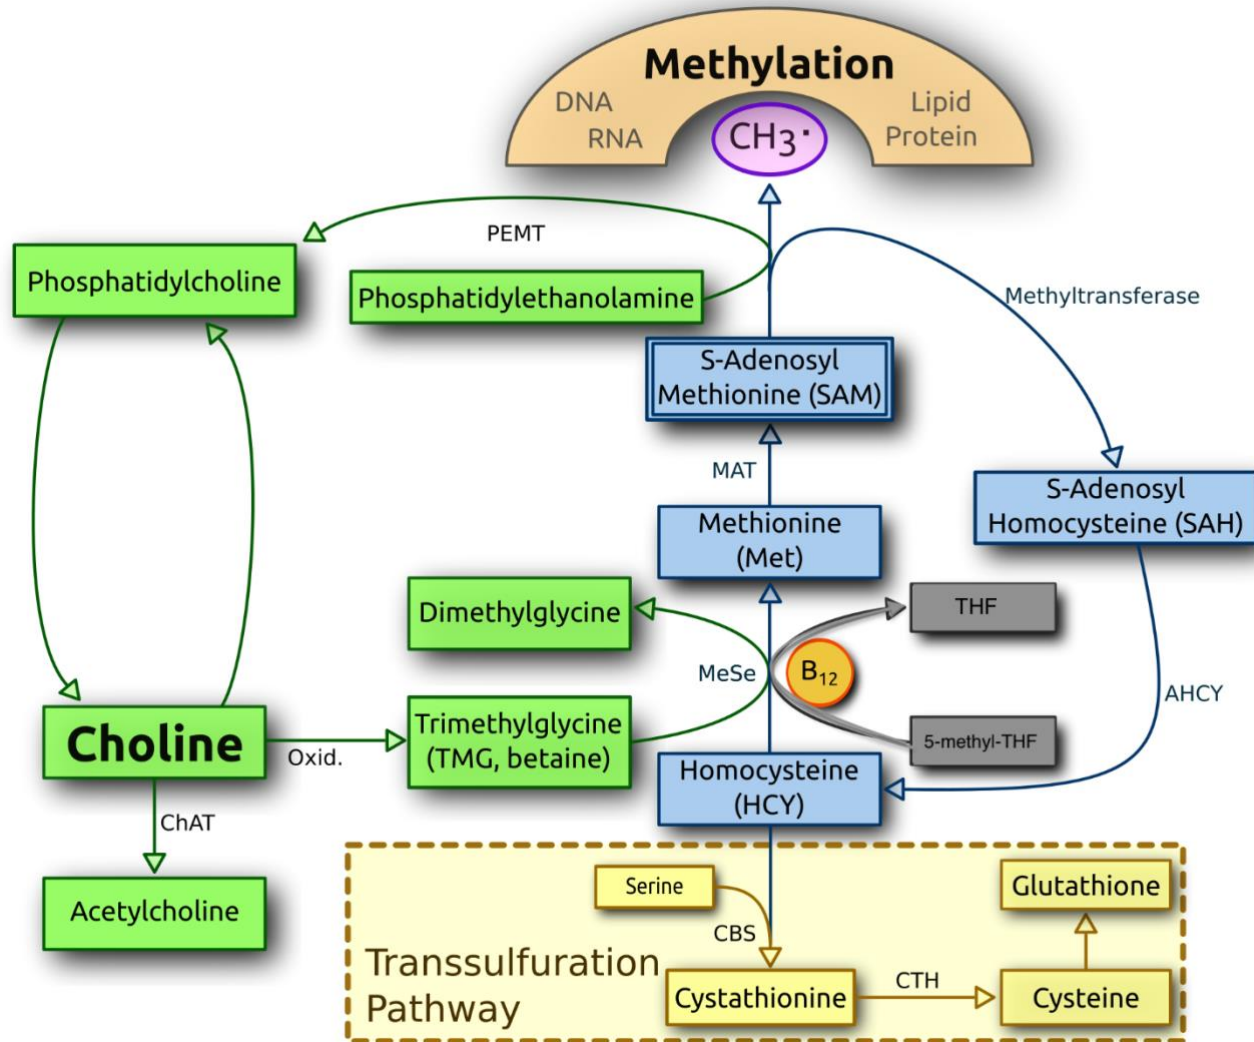 Methylation
DNA
RNA
Lipid
Protein
CH₃·
PEMT
Phosphatidylcholine
Phosphatidylethanolamine
Methyltransferase
S-Adenosyl
Methionine (SAM)
MAT
S-Adenosyl
Homocysteine (SAH)
Methionine
(Met)
Dimethylglycine
THF
MeSe
B₁₂
AHCY
Choline
Oxid.
Trimethylglycine
(TMG, betaine)
5-methyl-THF
Homocysteine
(HCY)
ChAT
Acetylcholine
Serine
Glutathione
CBS
Transsulfuration
Pathway
Cystathionine
CTH
Cysteine